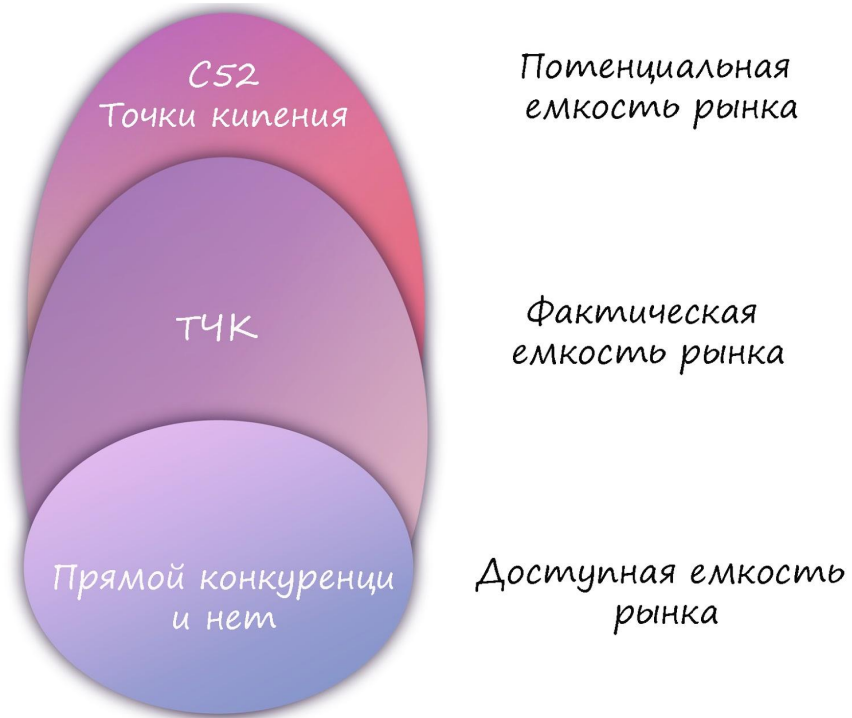 С52
Точки кипения
Потенциальная
емкость рынка
ТЧК
Фактическая
емкость рынка
Прямой конкуренци
и нет
Доступная емкость
рынка